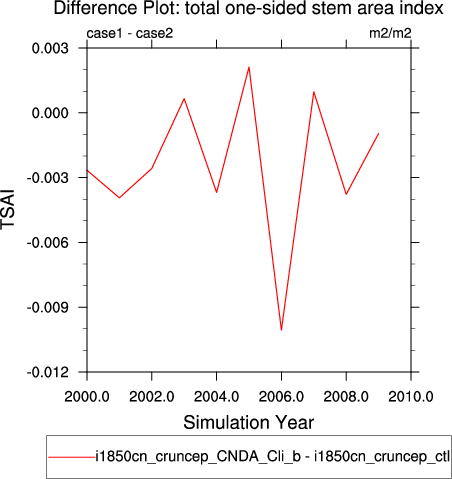 Difference Plot: total one-sided stem area index
case1 - case2 m2/m2
0.003
0.000
-0.003
-0.006
-0.009
-0.012
TSAI
2000.0 2002.0 2004.0 2006.0 2008.0 2010.0
Simulation Year
i1850cn_cruncep_CNDA_Cli_b - i1850cn_cruncep_ctl